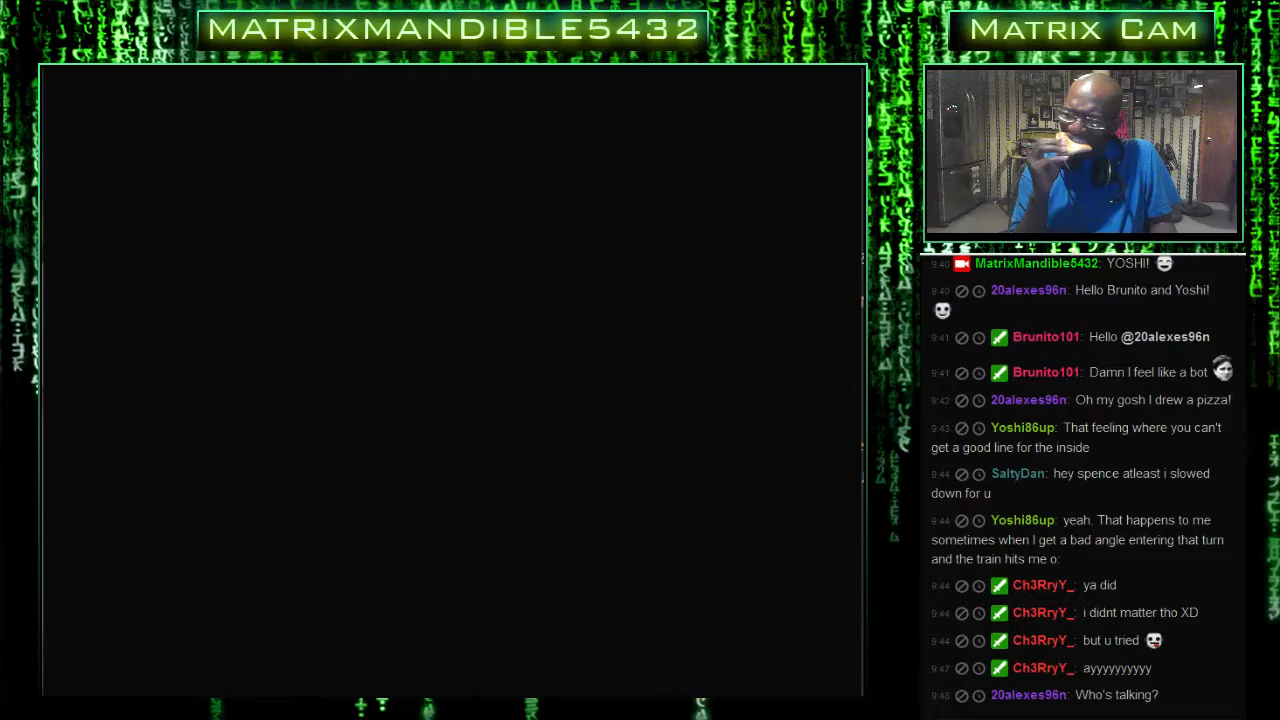 MATRIXMANDIBLE5432
Matrix Cam
9:40 MatrixMandible5432: YOSHI!
9:40 20alexes96n: Hello Brunito and Yoshi!
9:41 Brunito101: Hello @20alexes96n
9:41 Brunito101: Damn I feel like a bot
9:42 20alexes96n: Oh my gosh I drew a pizza!
9:43 Yoshi86up: That feeling where you can't
get a good line for the inside
9:44 SaltyDan: hey spence atleast i slowed
down for u
9:44 Yoshi86up: yeah. That happens to me
sometimes when I get a bad angle entering that turn
and the train hits me o:
9:44 Ch3RryY_: ya did
9:44 Ch3RryY_: i didnt matter tho XD
9:44 Ch3RryY_: but u tried
9:47 Ch3RryY_: ayyyyyyyyyy
9:48 20alexes96n: Who's talking?